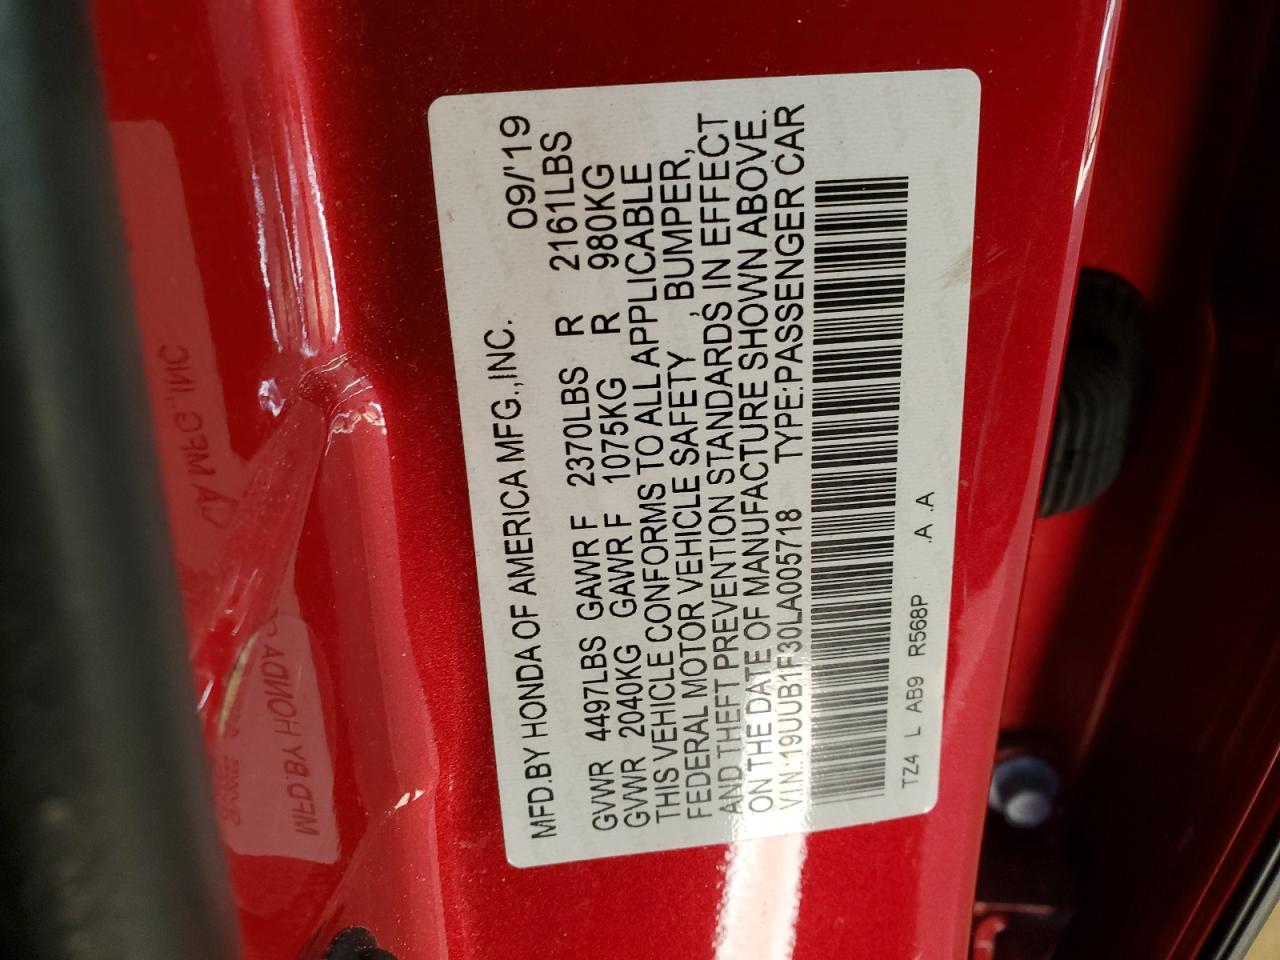 MFD.BY HONDA OF AMERICA MFG.,INC. 09/'19
GVWR 4497LBS GAWR F 2370LBS R 2161LBS
GVWR 2040KG GAWR F 1075KG R 980KG
THIS VEHICLE CONFORMS TO ALL APPLICABLE
FEDERAL MOTOR VEHICLE SAFETY , BUMPER,
AND THEFT PREVENTION STANDARDS IN EFFECT
ON THE DATE OF MANUFACTURE SHOWN ABOVE.
V.I.N.:19UUB1F30LA005718 TYPE:PASSENGER CAR
TZ4 L AB9 R568P .A .A